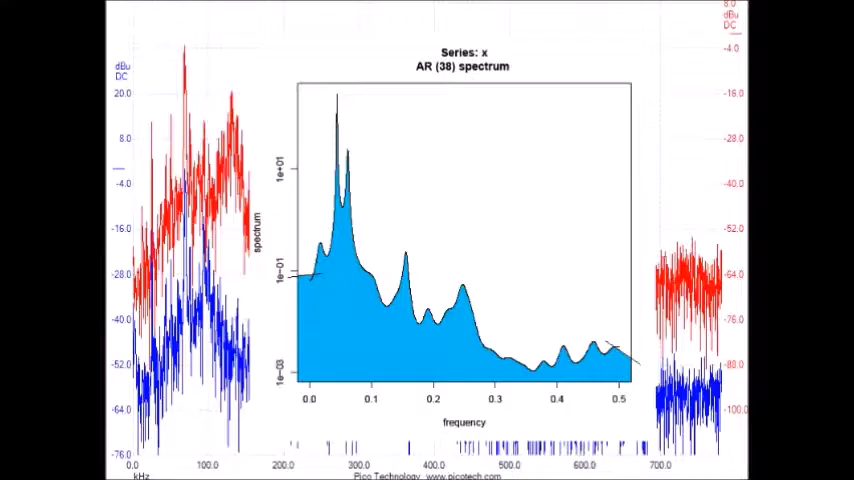 8.0
dBu
DC
-4.0
-16.0
-28.0
-40.0
-52.0
-64.0
-76.0
-88.0
-100.0
dBu
DC
20.0
8.0
-4.0
-16.0
-28.0
-40.0
-52.0
-64.0
-76.0
Series: x
AR (38) spectrum
spectrum
1e+01
1e-01
1e-03
0.0 0.1 0.2 0.3 0.4 0.5
frequency
0.0 100.0 200.0 300.0 400.0 500.0 600.0 700.0
kHz
Pico Technology www.picotech.com